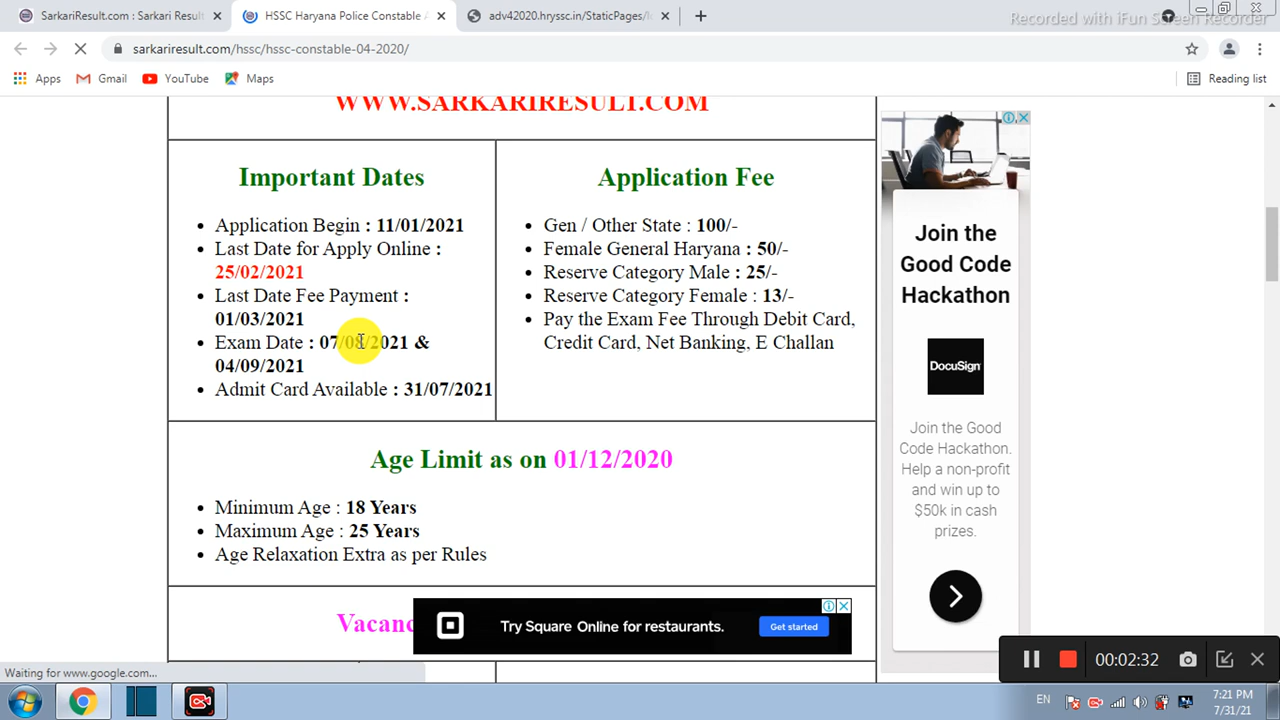 SarkariResult.com : Sarkari Result
HSSC Haryana Police Constable
adv42020.hryssc.in/StaticPages/
Recorded with iFun Screen Recorder
sarkariresult.com/hssc/hssc-constable-04-2020/
Apps
Gmail
YouTube
Maps
Reading list
WWW.SARKARIRESULT.COM
Important Dates
Application Begin : 11/01/2021
Last Date for Apply Online :
25/02/2021
Last Date Fee Payment :
01/03/2021
Exam Date : 07/08/2021 &
04/09/2021
Admit Card Available : 31/07/2021
Application Fee
Gen / Other State : 100/-
Female General Haryana : 50/-
Reserve Category Male : 25/-
Reserve Category Female : 13/-
Pay the Exam Fee Through Debit Card,
Credit Card, Net Banking, E Challan
Age Limit as on 01/12/2020
Minimum Age : 18 Years
Maximum Age : 25 Years
Age Relaxation Extra as per Rules
Vacanc
Join the
Good Code
Hackathon
DocuSign
Join the Good
Code Hackathon.
Help a non-profit
and win up to
$50k in cash
prizes.
Try Square Online for restaurants.
Get started
Waiting for www.google.com...
00:02:32
EN
7:21 PM
7/31/21